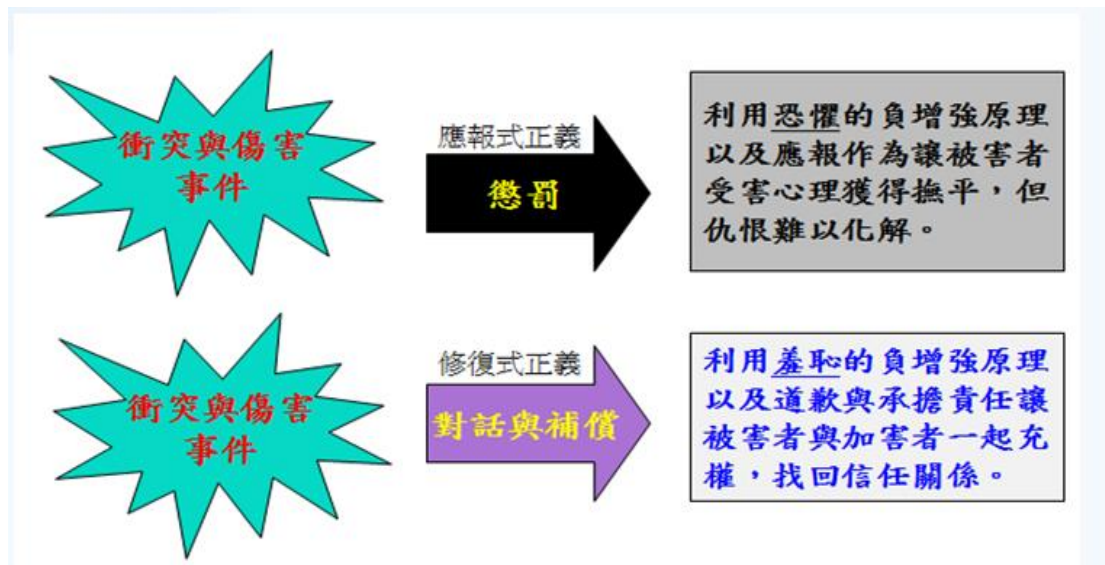 衝突與傷害
事件
應報式正義
懲罰
利用恐懼的負增強原理
以及應報作為讓被害者
受害心理獲得撫平，但
仇恨難以化解。
衝突與傷害
事件
修復式正義
對話與補償
利用羞恥的負增強原理
以及道歉與承擔責任讓
被害者與加害者一起充
權，找回信任關係。